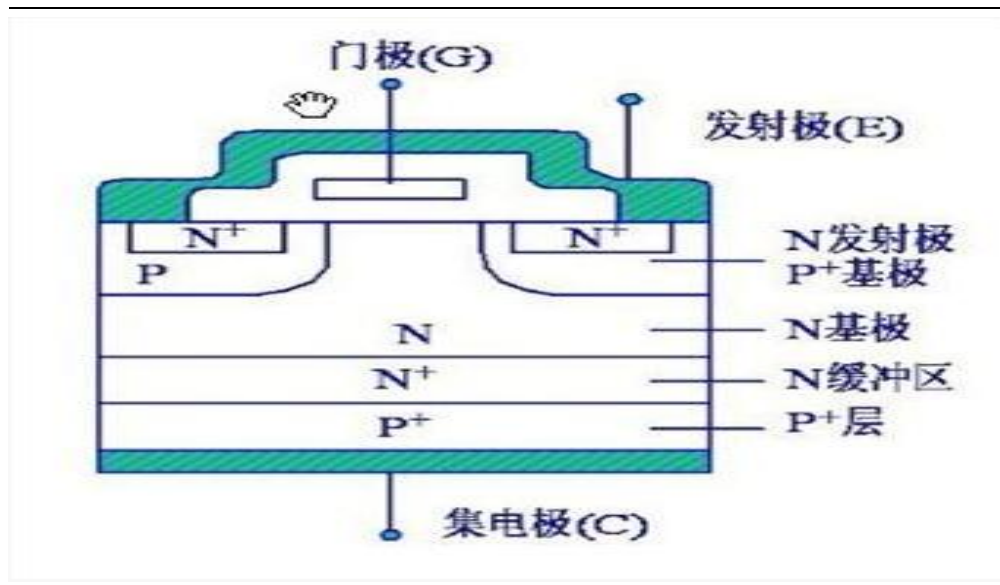 门极(G)
发射极(E)
N⁺ N⁺
P
N发射极
P⁺基极
N
N基极
N⁺
N缓冲区
P⁺
P⁺层
集电极(C)